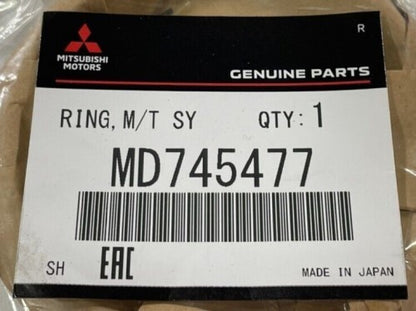 R
MITSUBISHI
MOTORS
GENUINE PARTS
RING, M/T SY QTY: 1
MD745477
SH EAC MADE IN JAPAN